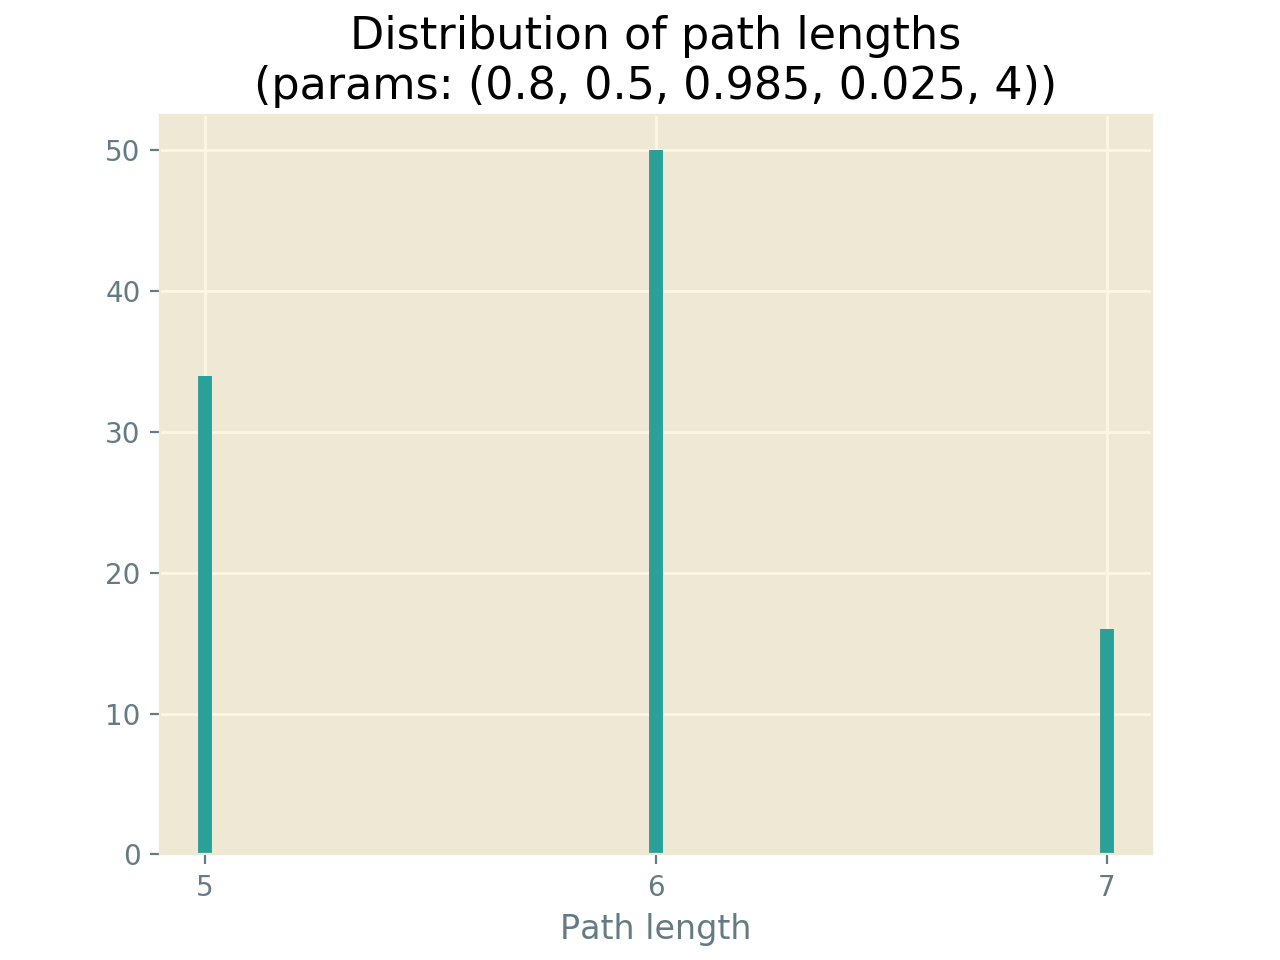 Distribution of path lengths
(params: (0.8, 0.5, 0.985, 0.025, 4))
50
40
30
20
10
0
5 6 7
Path length